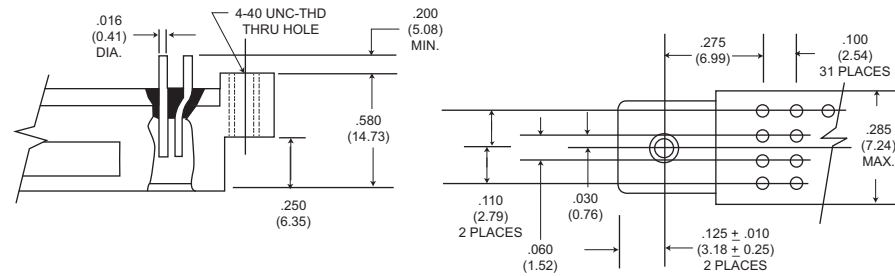 .016
(0.41)
DIA.
4-40 UNC-THD
THRU HOLE
.200
(5.08)
MIN.
.580
(14.73)
.250
(6.35)
.275
(6.99)
.100
(2.54)
31 PLACES
.285
(7.24)
MAX.
.110
(2.79)
2 PLACES
.030
(0.76)
.060
(1.52)
.125 ± .010
(3.18 ± 0.25)
2 PLACES